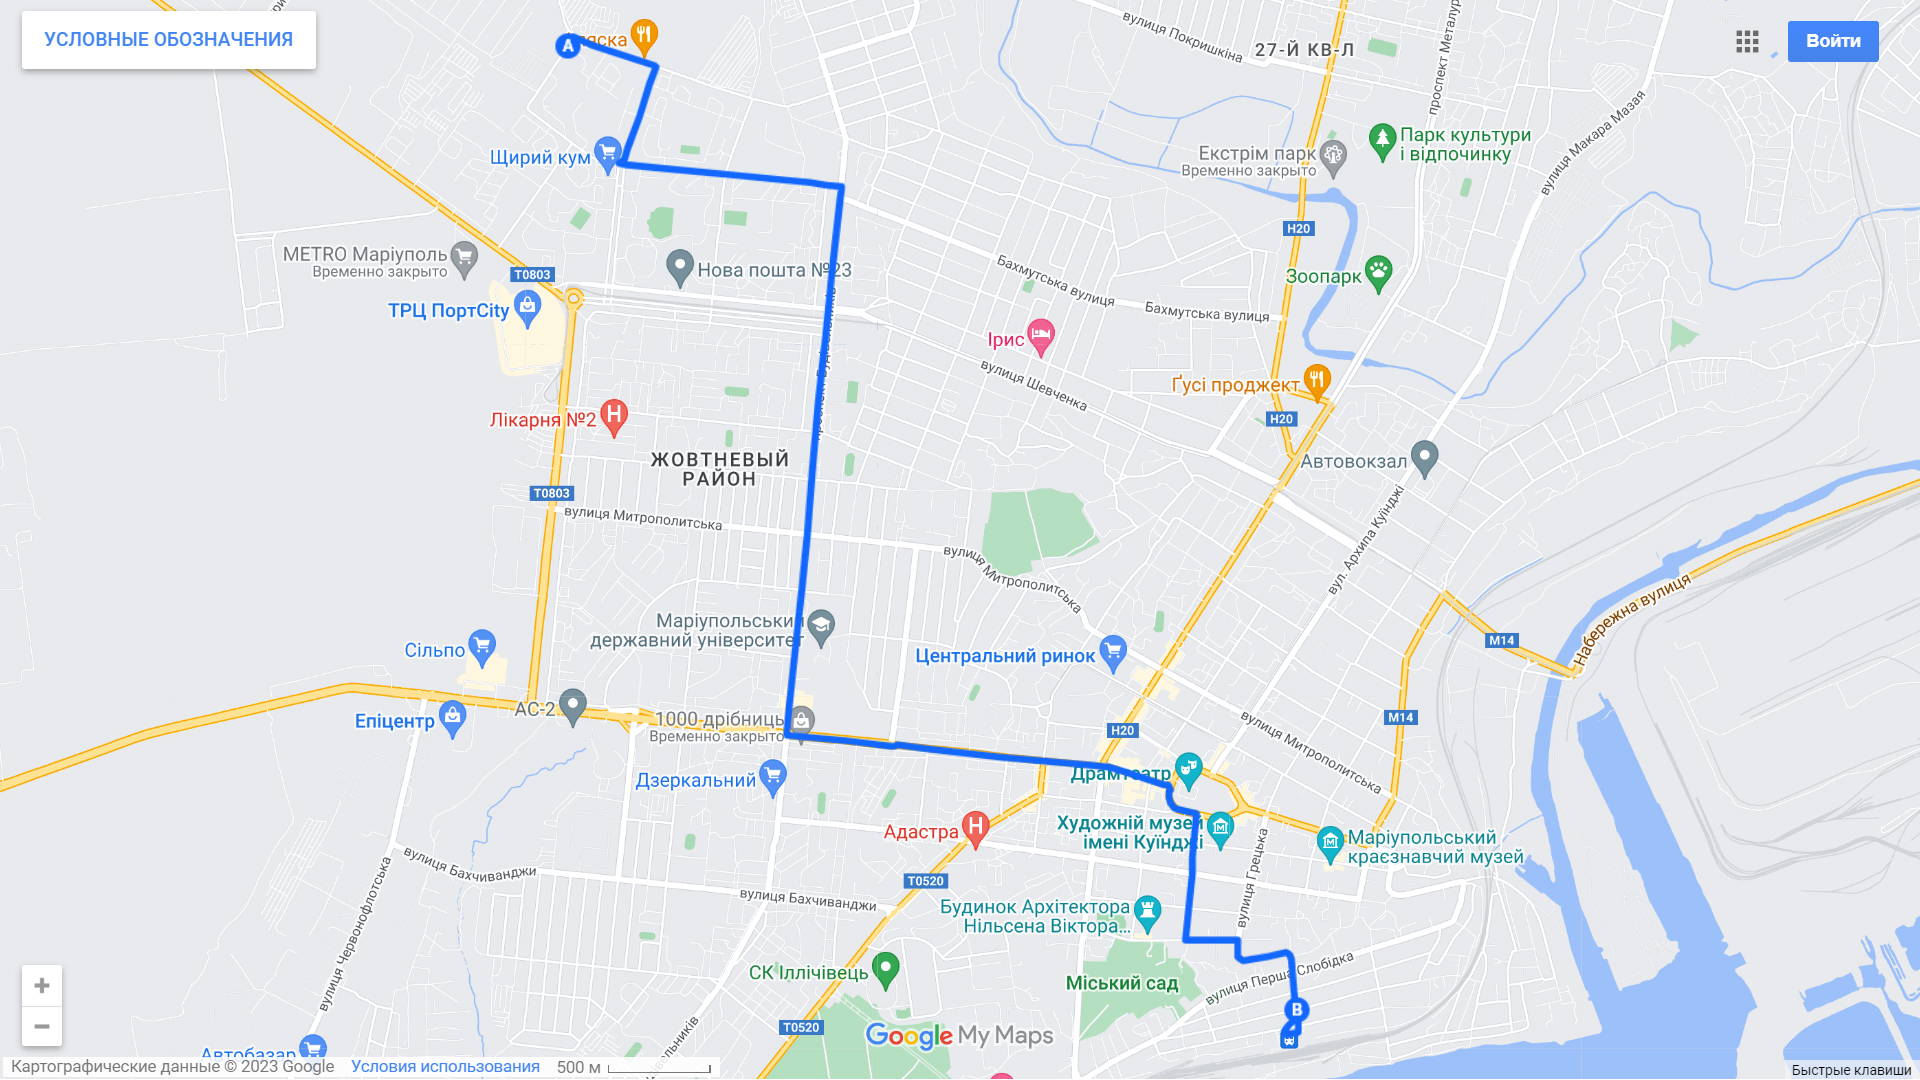 УСЛОВНЫЕ ОБОЗНАЧЕНИЯ
Войти
вулиця Покришкіна
27-Й КВ-Л
проспект Металур
вулиця Макара Мазая
A
Щирий кум
Екстрім парк
Временно закрыто
Парк культури
і відпочинку
H20
METRO Маріуполь
Временно закрыто
T0803
Нова пошта №23
Бахмутська вулиця
Бахмутська вулиця
Зоопарк
ТРЦ ПортCity
Ірис
вулиця Шевченка
Ґусі проджект
H20
Лікарня №2
ЖОВТНЕВЫЙ
РАЙОН
Автовокзал
T0803
вулиця Митрополитська
вулиця Митрополитська
вул. Архипа Куїнджі
Набережна вулиця
M14
Маріупольський
державний університет
Сільпо
Центральний ринок
АС-2
1000 дрібниць
Временно закрыто
Епіцентр
H20
M14
вулиця Митрополитська
Дзеркальний
Драмтеатр
Адастра
Художній музей
імені Куїнджі
Маріупольський
краєзнавчий музей
вулиця Грецька
вулиця Бахчиванджи
вулиця Бахчиванджи
T0520
вулиця Червонофлотська
Будинок Архітектора
Нільсена Віктора...
СК Іллічівець
Міський сад
вулиця Перша Слобідка
B
T0520
Google My Maps
Автобазар
Картографические данные © 2023 Google
Условия использования
500 м
Быстрые клавиши